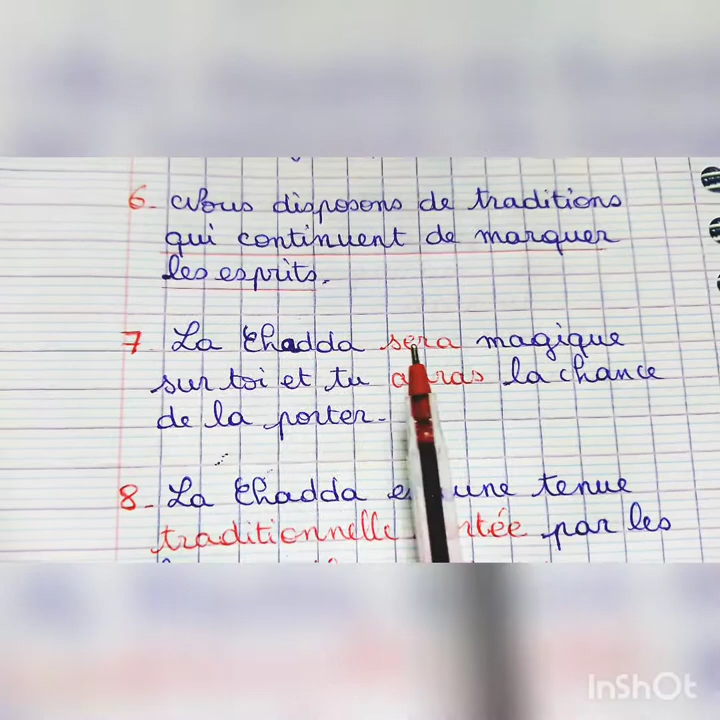 6- Nous disposons de traditions
qui continuent de marquer
les esprits.
7- La Chadda sera magique
sur toi et tu auras la chance
de la porter-
8- La Chadda une tenue
traditionnelle par les
InShOt